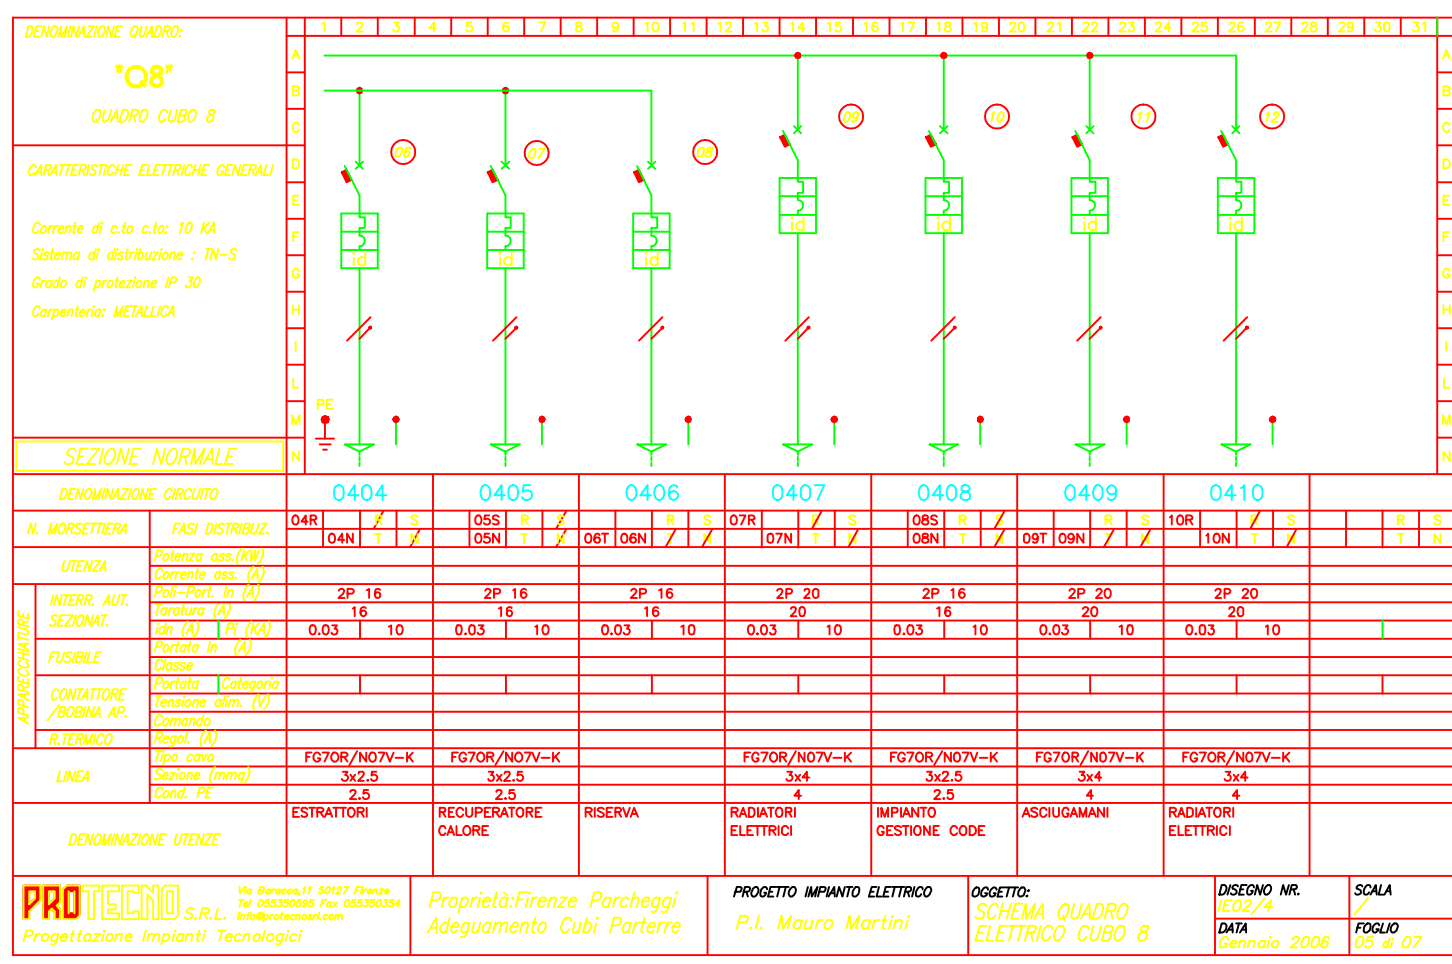 DENOMINAZIONE QUADRO:
"Q8"
QUADRO CUBO 8
CARATTERISTICHE ELETTRICHE GENERALI
Corrente di c.to c.to: 10 KA
Sistema di distribuzione : TN-S
Grado di protezione IP 30
Carpenteria: METALLICA
SEZIONE NORMALE
1 2 3 4 5 6 7 8 9 10 11 12 13 14 15 16 17 18 19 20 21 22 23 24 25 26 27 28 29 30 31
A A
B B
C C
D D
E E
F F
G G
H H
I I
L L
M M
N N
09 10 11 12
06 07 08
id id id id
id id id
PE
DENOMINAZIONE CIRCUITO 0404 0405 0406 0407 0408 0409 0410
N. MORSETTIERA FASI DISTRIBUZ.
04R R S 05S R S R S 07R R S 08S R S R S 10R R S R S
04N T N 05N T N 06T 06N T N 07N T N 08N T N 09T 09N T N 10N T N T N
UTENZA
Potenza ass.(KW)
Corrente ass. (A)
APPARECCHIATURE
INTERR. AUT.
SEZIONAT.
Poli-Port. In (A) 2P 16 2P 16 2P 16 2P 20 2P 16 2P 20 2P 20
Taratura (A) 16 16 16 20 16 20 20
idn (A) Pi (KA) 0.03 10 0.03 10 0.03 10 0.03 10 0.03 10 0.03 10 0.03 10
FUSIBILE
Portata In (A)
Classe
CONTATTORE
/BOBINA AP.
Portata Categoria
Tensione alim. (V)
Comando
R.TERMICO Regol. (A)
LINEA
Tipo cavo FG7OR/N07V-K FG7OR/N07V-K FG7OR/N07V-K FG7OR/N07V-K FG7OR/N07V-K FG7OR/N07V-K
Sezione (mmq) 3x2.5 3x2.5 3x4 3x2.5 3x4 3x4
Cond. PE 2.5 2.5 4 2.5 4 4
DENOMINAZIONE UTENZE
ESTRATTORI
RECUPERATORE
CALORE
RISERVA
RADIATORI
ELETTRICI
IMPIANTO
GESTIONE CODE
ASCIUGAMANI
RADIATORI
ELETTRICI
PROTECNO S.R.L.
Via Baracca,11 50127 Firenze
Tel 055350895 Fax 055350354
Info@protecnosrl.com
Progettazione Impianti Tecnologici
Proprietà:Firenze Parcheggi
Adeguamento Cubi Parterre
PROGETTO IMPIANTO ELETTRICO
P.I. Mauro Martini
OGGETTO:
SCHEMA QUADRO
ELETTRICO CUBO 8
DISEGNO NR.
IE02/4
SCALA
/
DATA
Gennaio 2006
FOGLIO
05 di 07